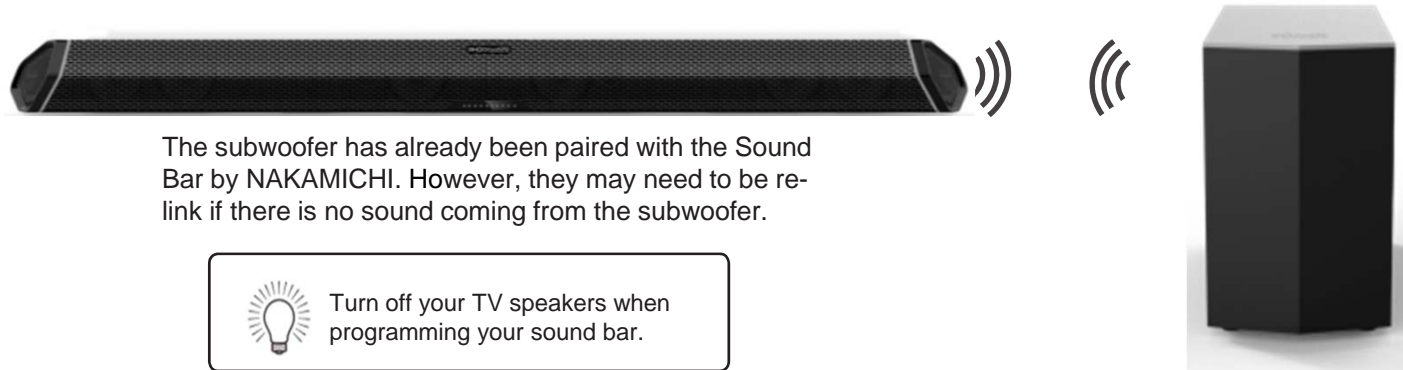 The subwoofer has already been paired with the Sound
Bar by NAKAMICHI. However, they may need to be re-
link if there is no sound coming from the subwoofer.
Turn off your TV speakers when
programming your sound bar.